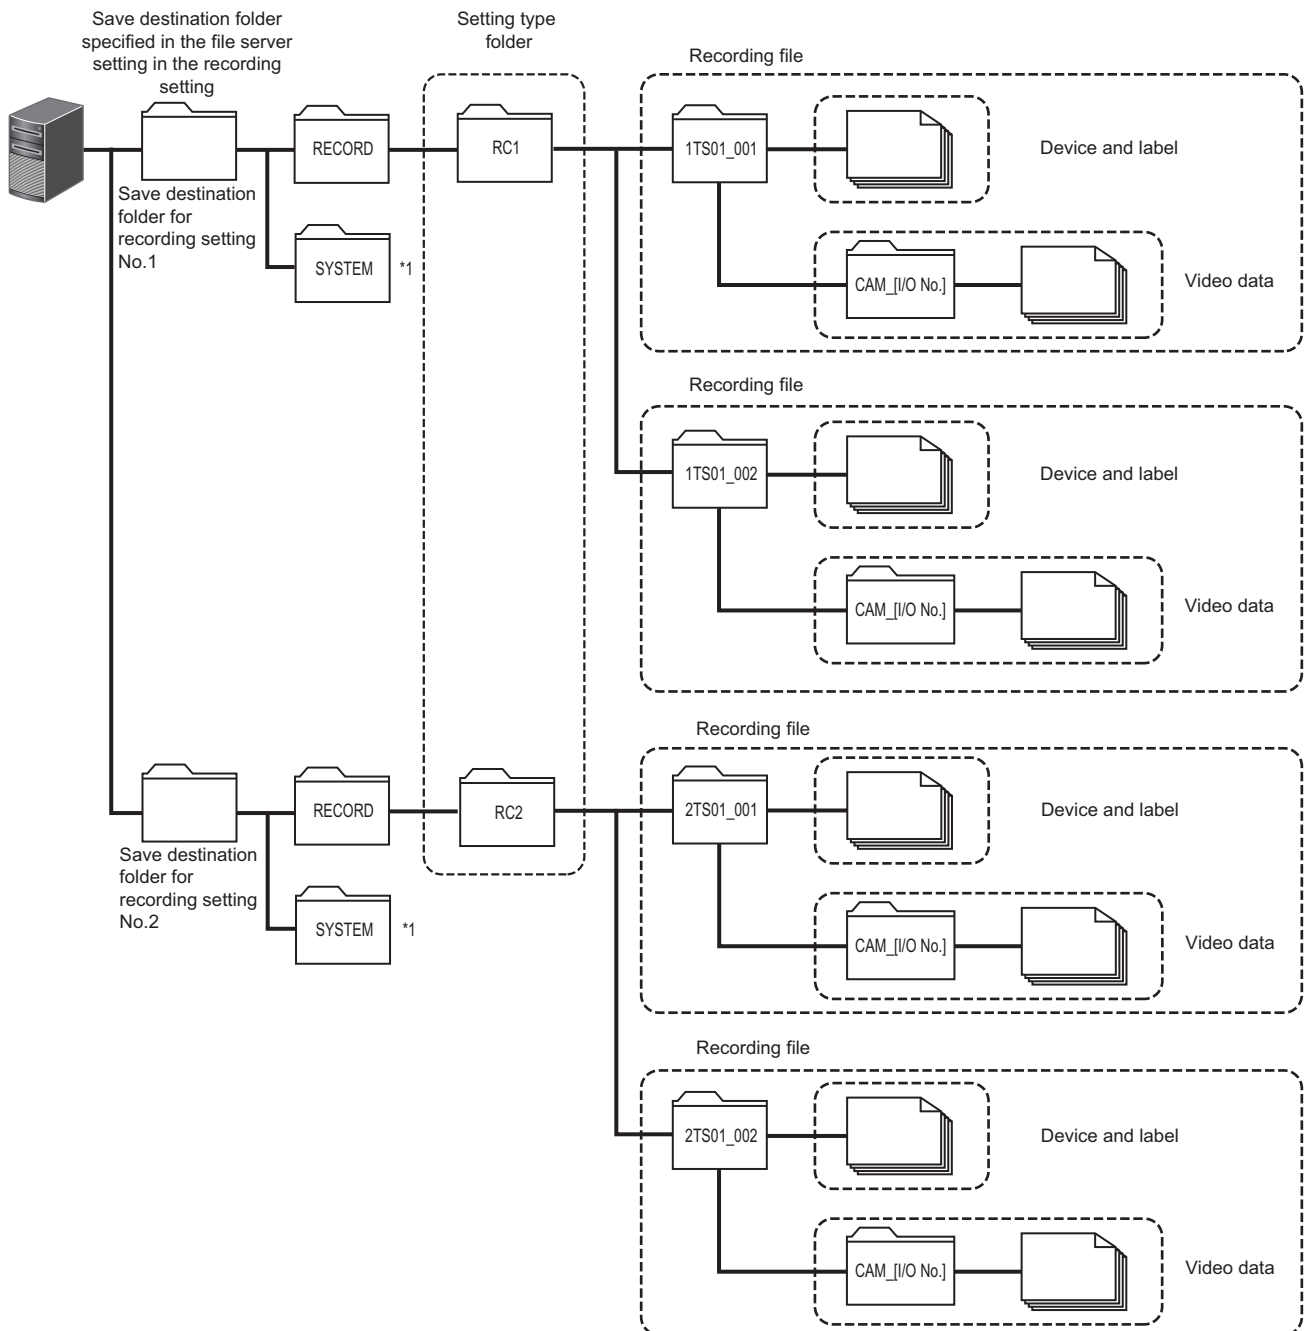 Save destination folder
specified in the file server
setting in the recording
setting
Setting type
folder
Recording file
RECORD
RC1
1TS01_001
Device and label
Save destination
folder for
recording setting
No.1
SYSTEM
*1
CAM_[I/O No.]
Video data
Recording file
1TS01_002
Device and label
CAM_[I/O No.]
Video data
Recording file
RECORD
RC2
2TS01_001
Device and label
Save destination
folder for
recording setting
No.2
SYSTEM
*1
CAM_[I/O No.]
Video data
Recording file
2TS01_002
Device and label
CAM_[I/O No.]
Video data